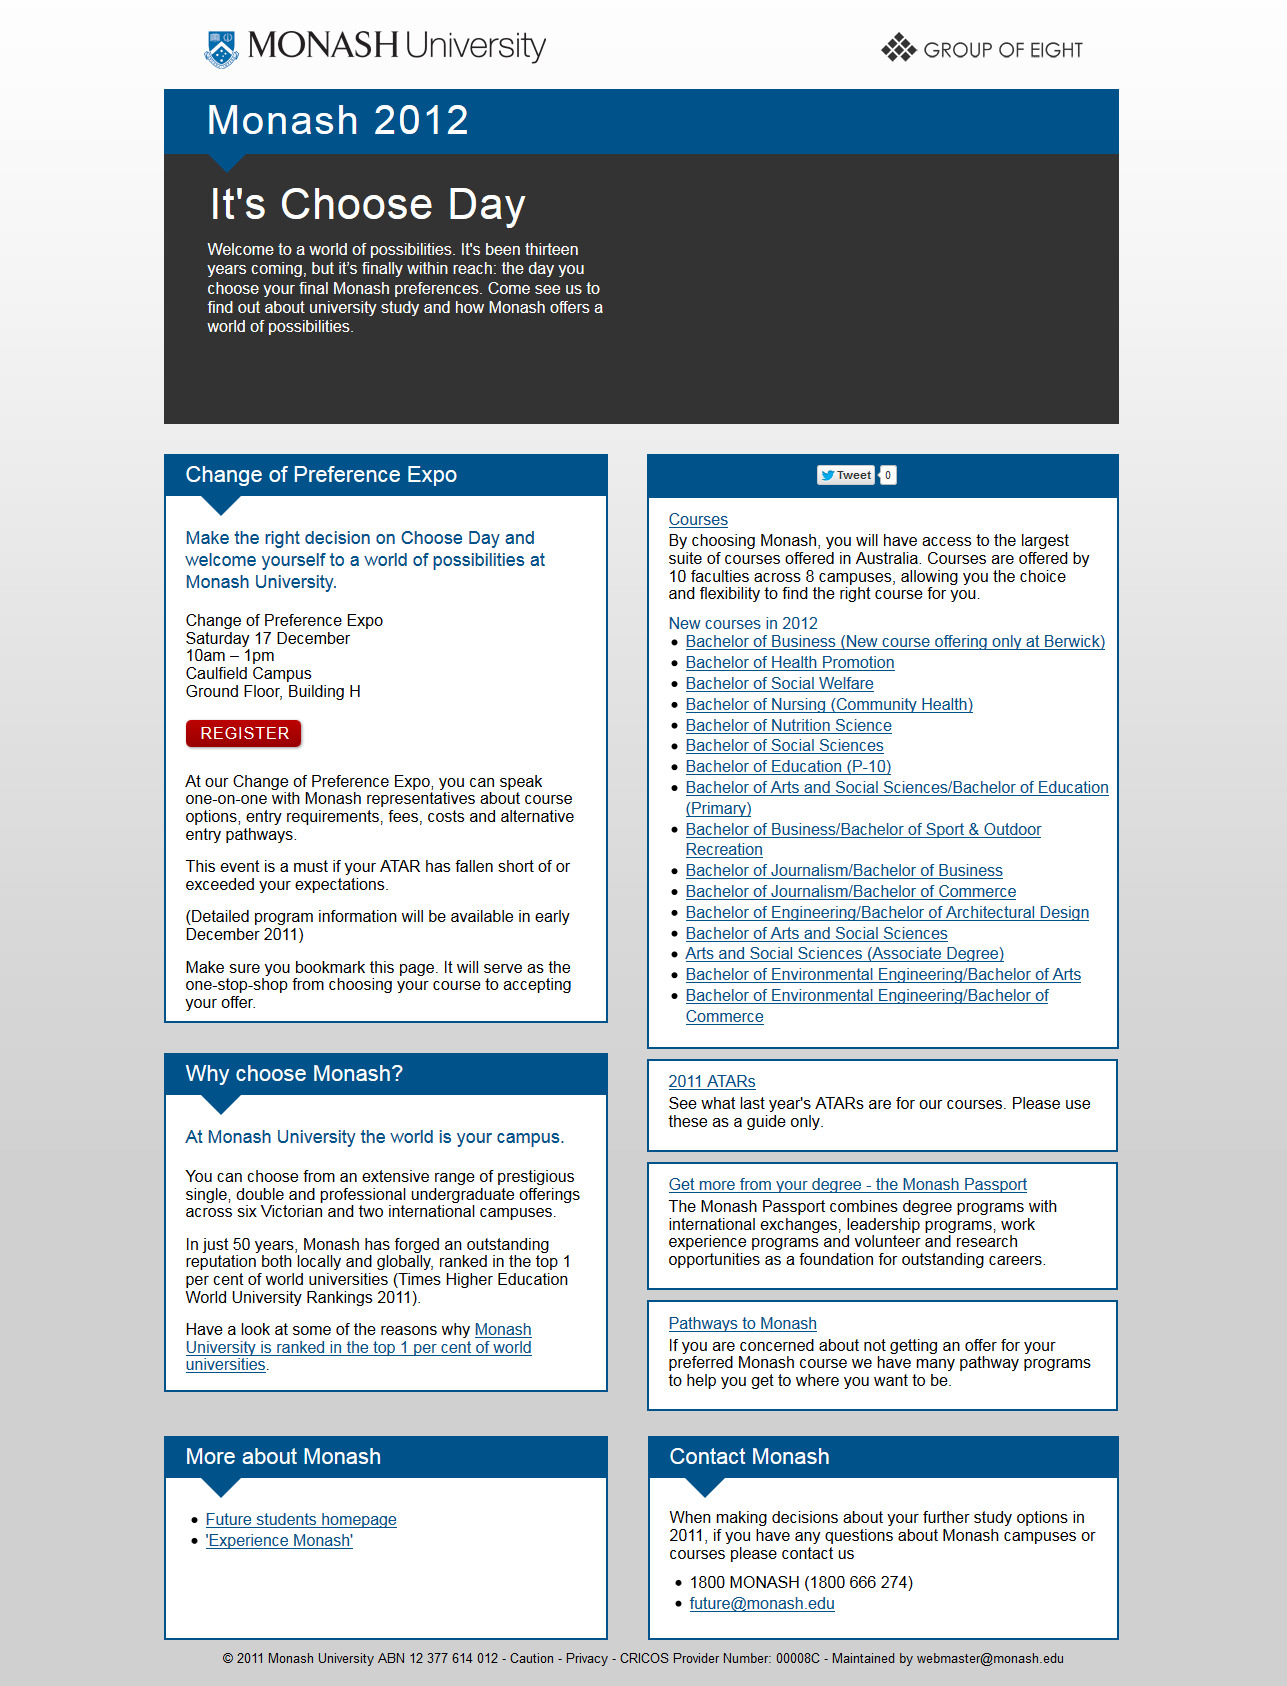 MONASH University
GROUP OF EIGHT
Monash 2012
It's Choose Day
Welcome to a world of possibilities. It's been thirteen
years coming, but it's finally within reach: the day you
choose your final Monash preferences. Come see us to
find out about university study and how Monash offers a
world of possibilities.
Change of Preference Expo
Make the right decision on Choose Day and
welcome yourself to a world of possibilities at
Monash University.
Change of Preference Expo
Saturday 17 December
10am – 1pm
Caulfield Campus
Ground Floor, Building H
REGISTER
At our Change of Preference Expo, you can speak
one-on-one with Monash representatives about course
options, entry requirements, fees, costs and alternative
entry pathways.
This event is a must if your ATAR has fallen short of or
exceeded your expectations.
(Detailed program information will be available in early
December 2011)
Make sure you bookmark this page. It will serve as the
one-stop-shop from choosing your course to accepting
your offer.
Why choose Monash?
At Monash University the world is your campus.
You can choose from an extensive range of prestigious
single, double and professional undergraduate offerings
across six Victorian and two international campuses.
In just 50 years, Monash has forged an outstanding
reputation both locally and globally, ranked in the top 1
per cent of world universities (Times Higher Education
World University Rankings 2011).
Have a look at some of the reasons why Monash
University is ranked in the top 1 per cent of world
universities.
Tweet 0
Courses
By choosing Monash, you will have access to the largest
suite of courses offered in Australia. Courses are offered by
10 faculties across 8 campuses, allowing you the choice
and flexibility to find the right course for you.
New courses in 2012
Bachelor of Business (New course offering only at Berwick)
Bachelor of Health Promotion
Bachelor of Social Welfare
Bachelor of Nursing (Community Health)
Bachelor of Nutrition Science
Bachelor of Social Sciences
Bachelor of Education (P-10)
Bachelor of Arts and Social Sciences/Bachelor of Education
(Primary)
Bachelor of Business/Bachelor of Sport & Outdoor
Recreation
Bachelor of Journalism/Bachelor of Business
Bachelor of Journalism/Bachelor of Commerce
Bachelor of Engineering/Bachelor of Architectural Design
Bachelor of Arts and Social Sciences
Arts and Social Sciences (Associate Degree)
Bachelor of Environmental Engineering/Bachelor of Arts
Bachelor of Environmental Engineering/Bachelor of
Commerce
2011 ATARs
See what last year's ATARs are for our courses. Please use
these as a guide only.
Get more from your degree - the Monash Passport
The Monash Passport combines degree programs with
international exchanges, leadership programs, work
experience programs and volunteer and research
opportunities as a foundation for outstanding careers.
Pathways to Monash
If you are concerned about not getting an offer for your
preferred Monash course we have many pathway programs
to help you get to where you want to be.
More about Monash
Future students homepage
'Experience Monash'
Contact Monash
When making decisions about your further study options in
2011, if you have any questions about Monash campuses or
courses please contact us
1800 MONASH (1800 666 274)
future@monash.edu
© 2011 Monash University ABN 12 377 614 012 - Caution - Privacy - CRICOS Provider Number: 00008C - Maintained by webmaster@monash.edu